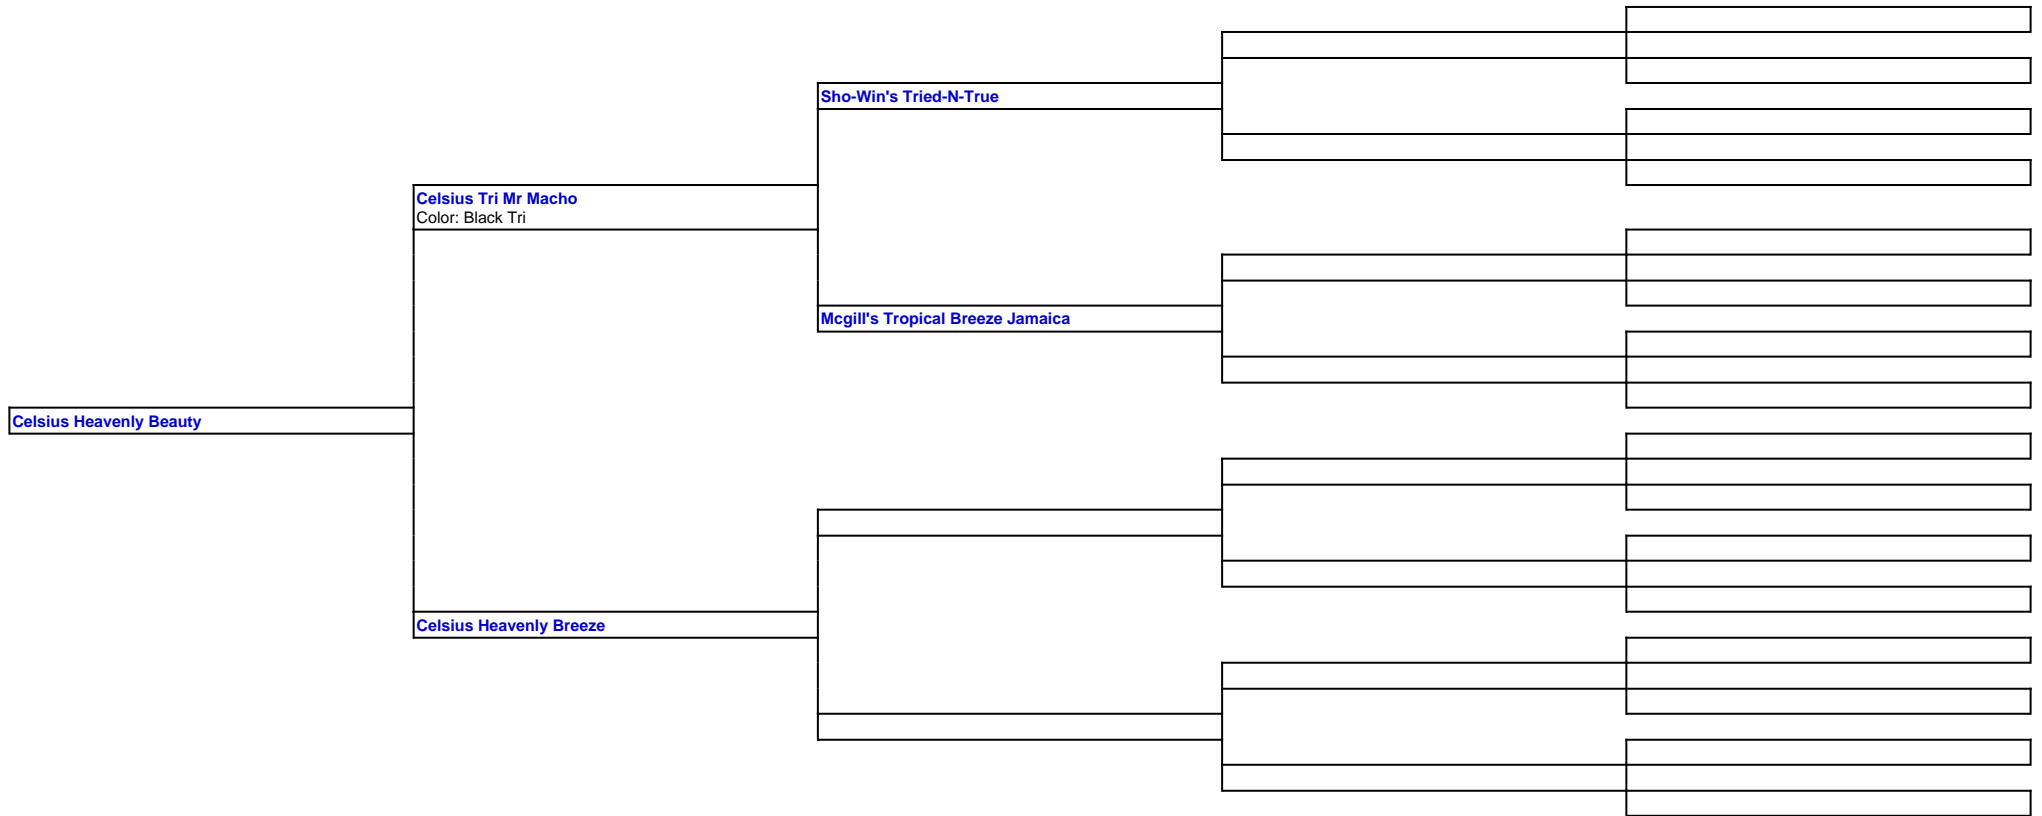 Sho-Win's Tried-N-True
Celsius Tri Mr Macho
Color: Black Tri
Mcgill's Tropical Breeze Jamaica
Celsius Heavenly Beauty
Celsius Heavenly Breeze